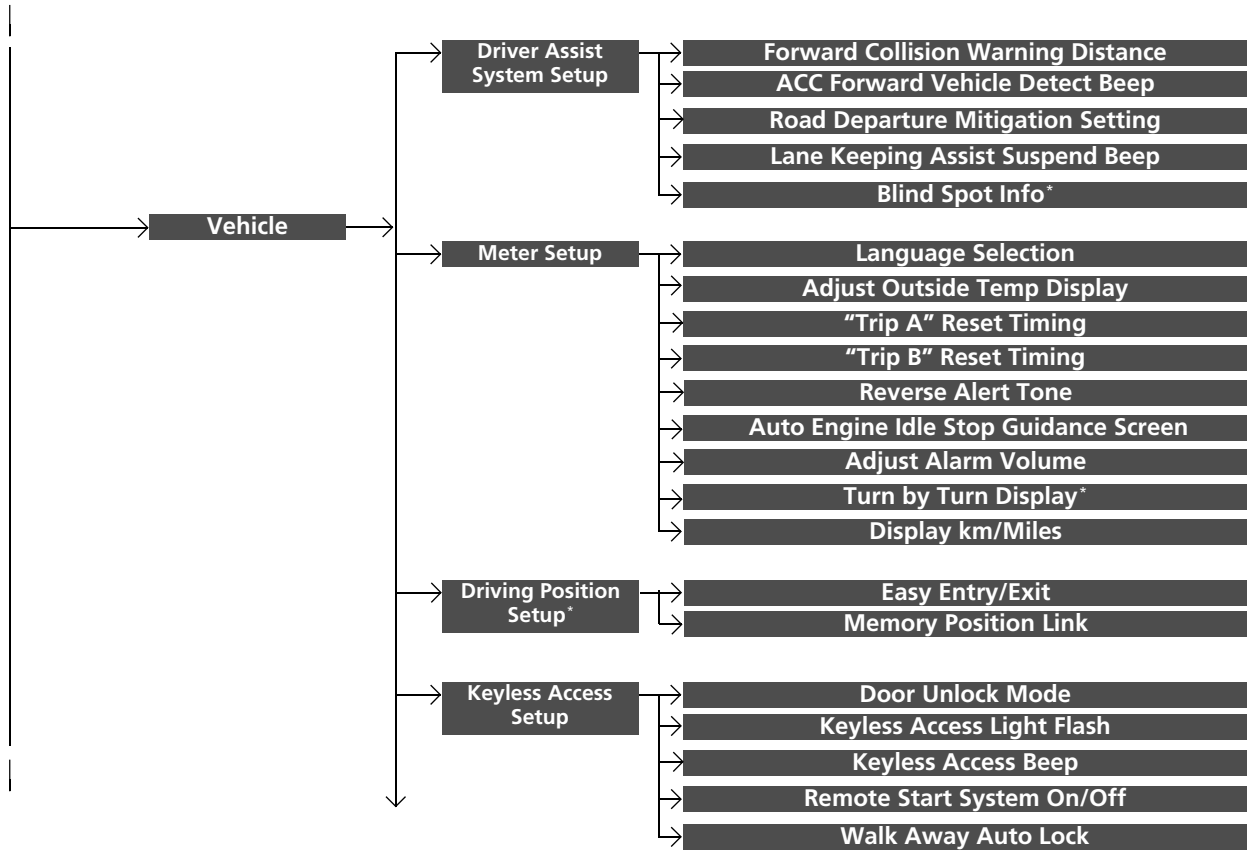 Driver Assist
System Setup
Forward Collision Warning Distance
ACC Forward Vehicle Detect Beep
Road Departure Mitigation Setting
Lane Keeping Assist Suspend Beep
Blind Spot Info*
Vehicle
Meter Setup
Language Selection
Adjust Outside Temp Display
“Trip A” Reset Timing
“Trip B” Reset Timing
Reverse Alert Tone
Auto Engine Idle Stop Guidance Screen
Adjust Alarm Volume
Turn by Turn Display*
Display km/Miles
Driving Position
Setup*
Easy Entry/Exit
Memory Position Link
Keyless Access
Setup
Door Unlock Mode
Keyless Access Light Flash
Keyless Access Beep
Remote Start System On/Off
Walk Away Auto Lock